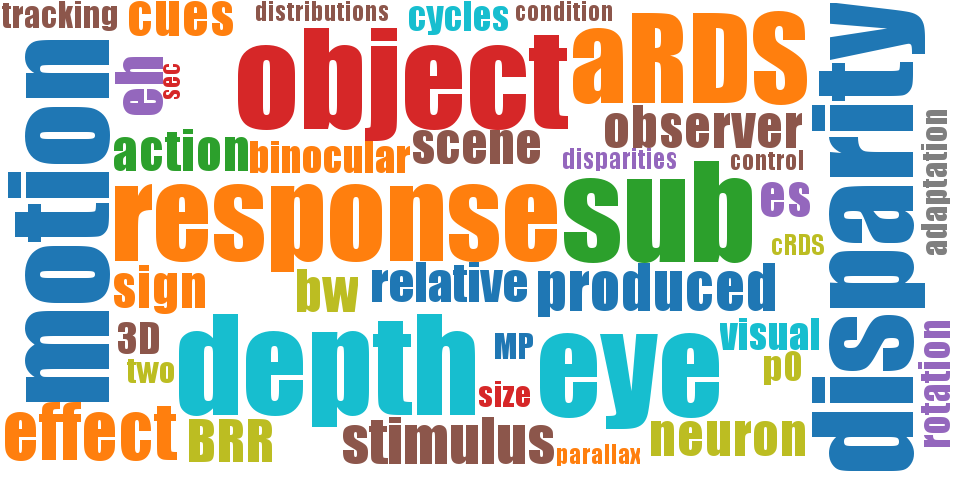 tracking
cues
distributions
cycles
condition
motion
eh
sec
object
aRDS
disparity
observer
scene
action
binocular
disparities
control
adaptation
response
sub
es
cRDS
sign
bw
relative
produced
3D
two
depth
MP
eye
visual
p0
size
rotation
effect
BRR
stimulus
parallax
neuron